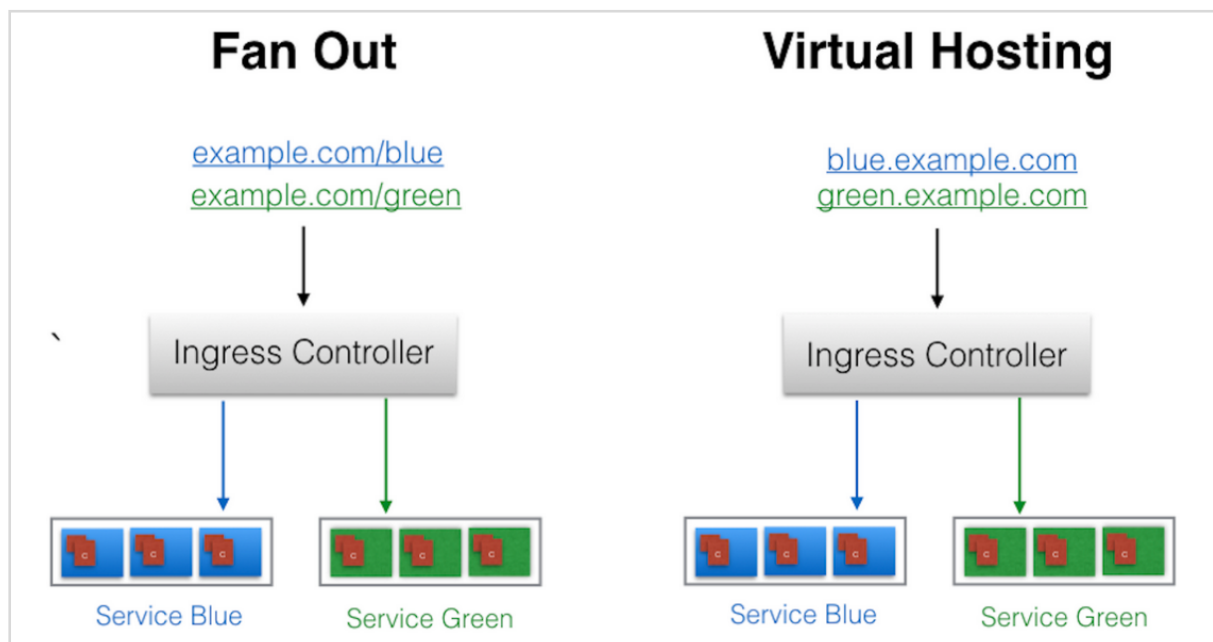 Fan Out
example.com/blue
example.com/green
`
Ingress Controller
C C C
C C C
Service Blue
Service Green
Virtual Hosting
blue.example.com
green.example.com
Ingress Controller
C C C
C C C
Service Blue
Service Green